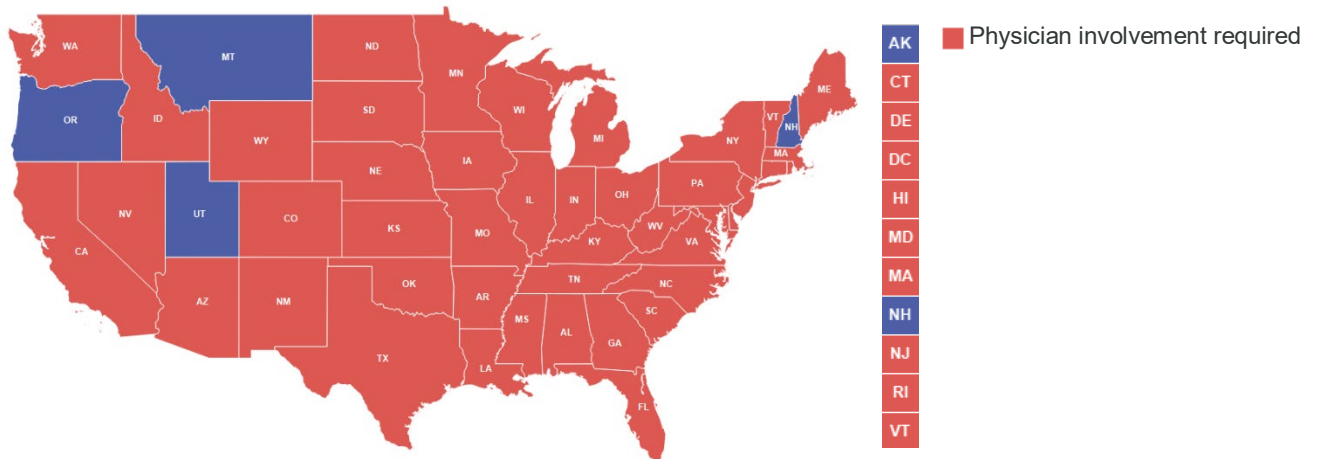 WA
MT
ND
MN
ME
OR
ID
SD
WI
MI
VT
NH
NY
MA
WY
IA
NE
PA
NV
UT
CO
IL
IN
OH
CA
KS
MO
WV
VA
KY
AZ
NM
OK
AR
TN
NC
SC
MS
AL
GA
TX
LA
FL
AK
CT
DE
DC
HI
MD
MA
NH
NJ
RI
VT
Physician involvement required